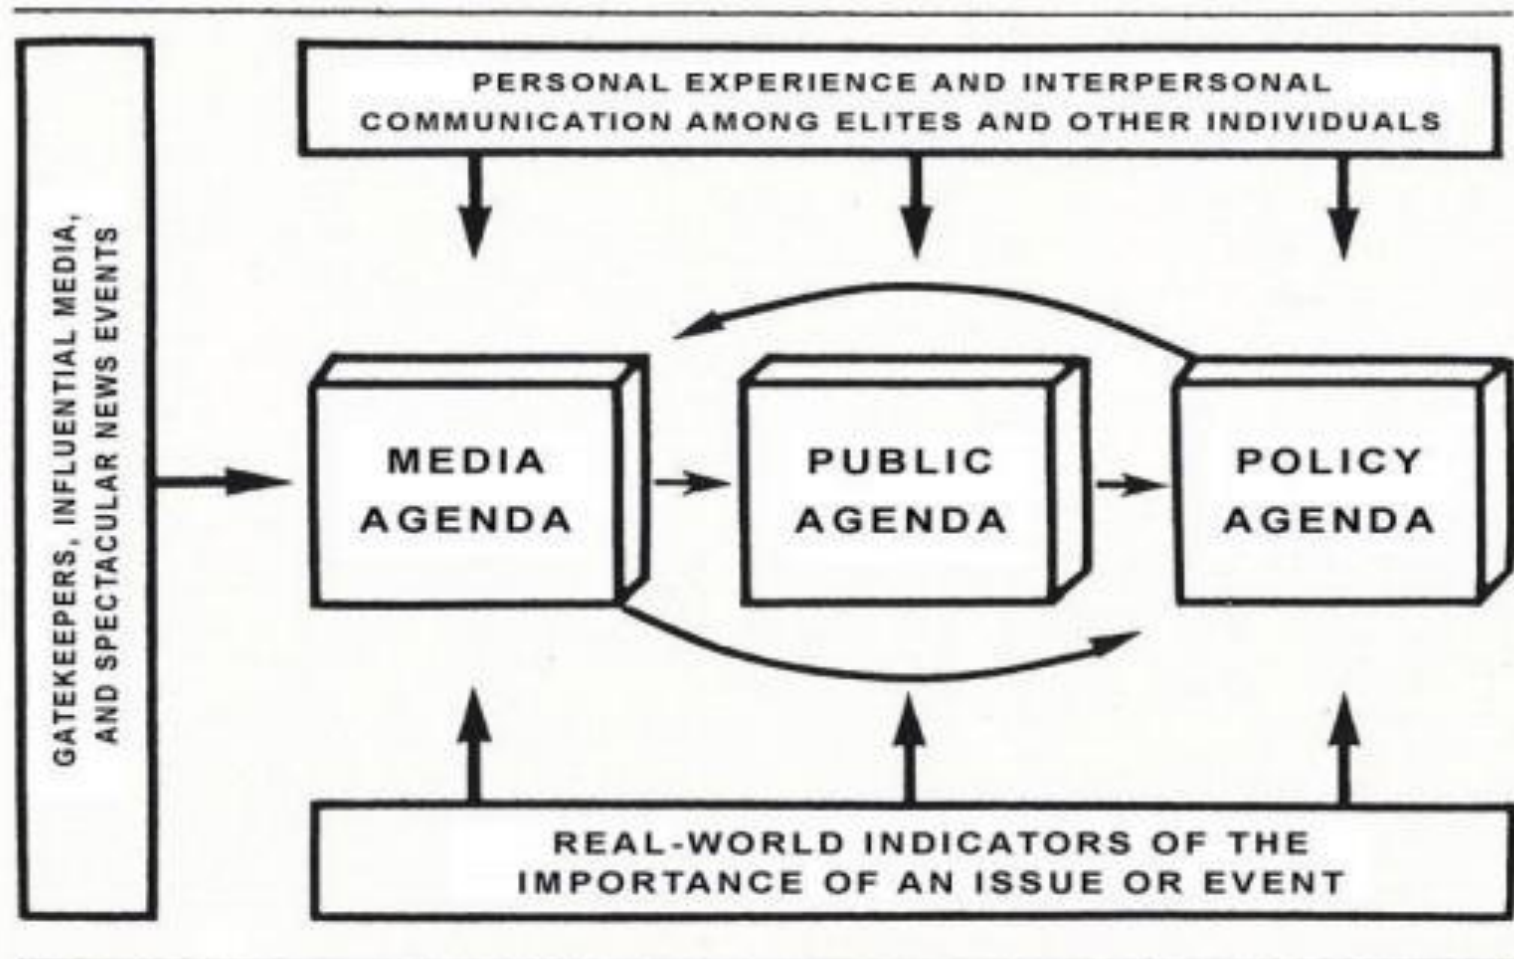 PERSONAL EXPERIENCE AND INTERPERSONAL
COMMUNICATION AMONG ELITES AND OTHER INDIVIDUALS
GATEKEEPERS, INFLUENTIAL MEDIA,
AND SPECTACULAR NEWS EVENTS
MEDIA
AGENDA
PUBLIC
AGENDA
POLICY
AGENDA
REAL-WORLD INDICATORS OF THE
IMPORTANCE OF AN ISSUE OR EVENT